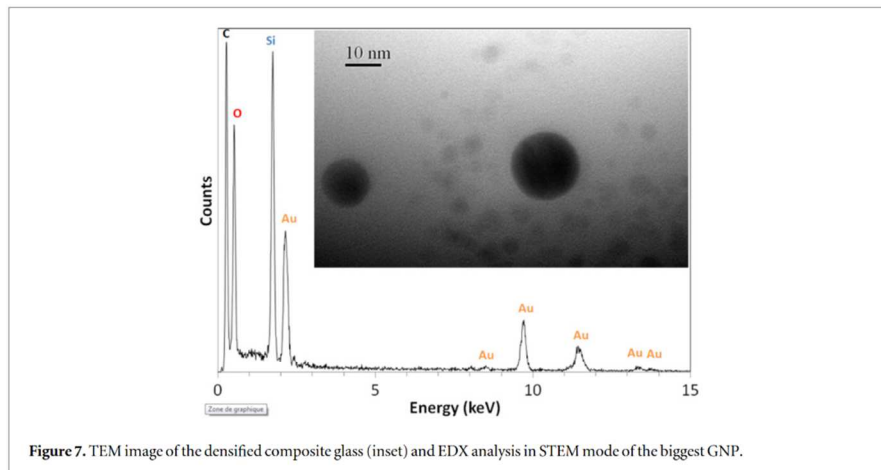 C
Si
10 nm
O
Au
Counts
Au
Au
Au
Au Au
0
5
10
15
Energy (keV)
Zone de graphique
Figure 7. TEM image of the densified composite glass (inset) and EDX analysis in STEM mode of the biggest GNP.